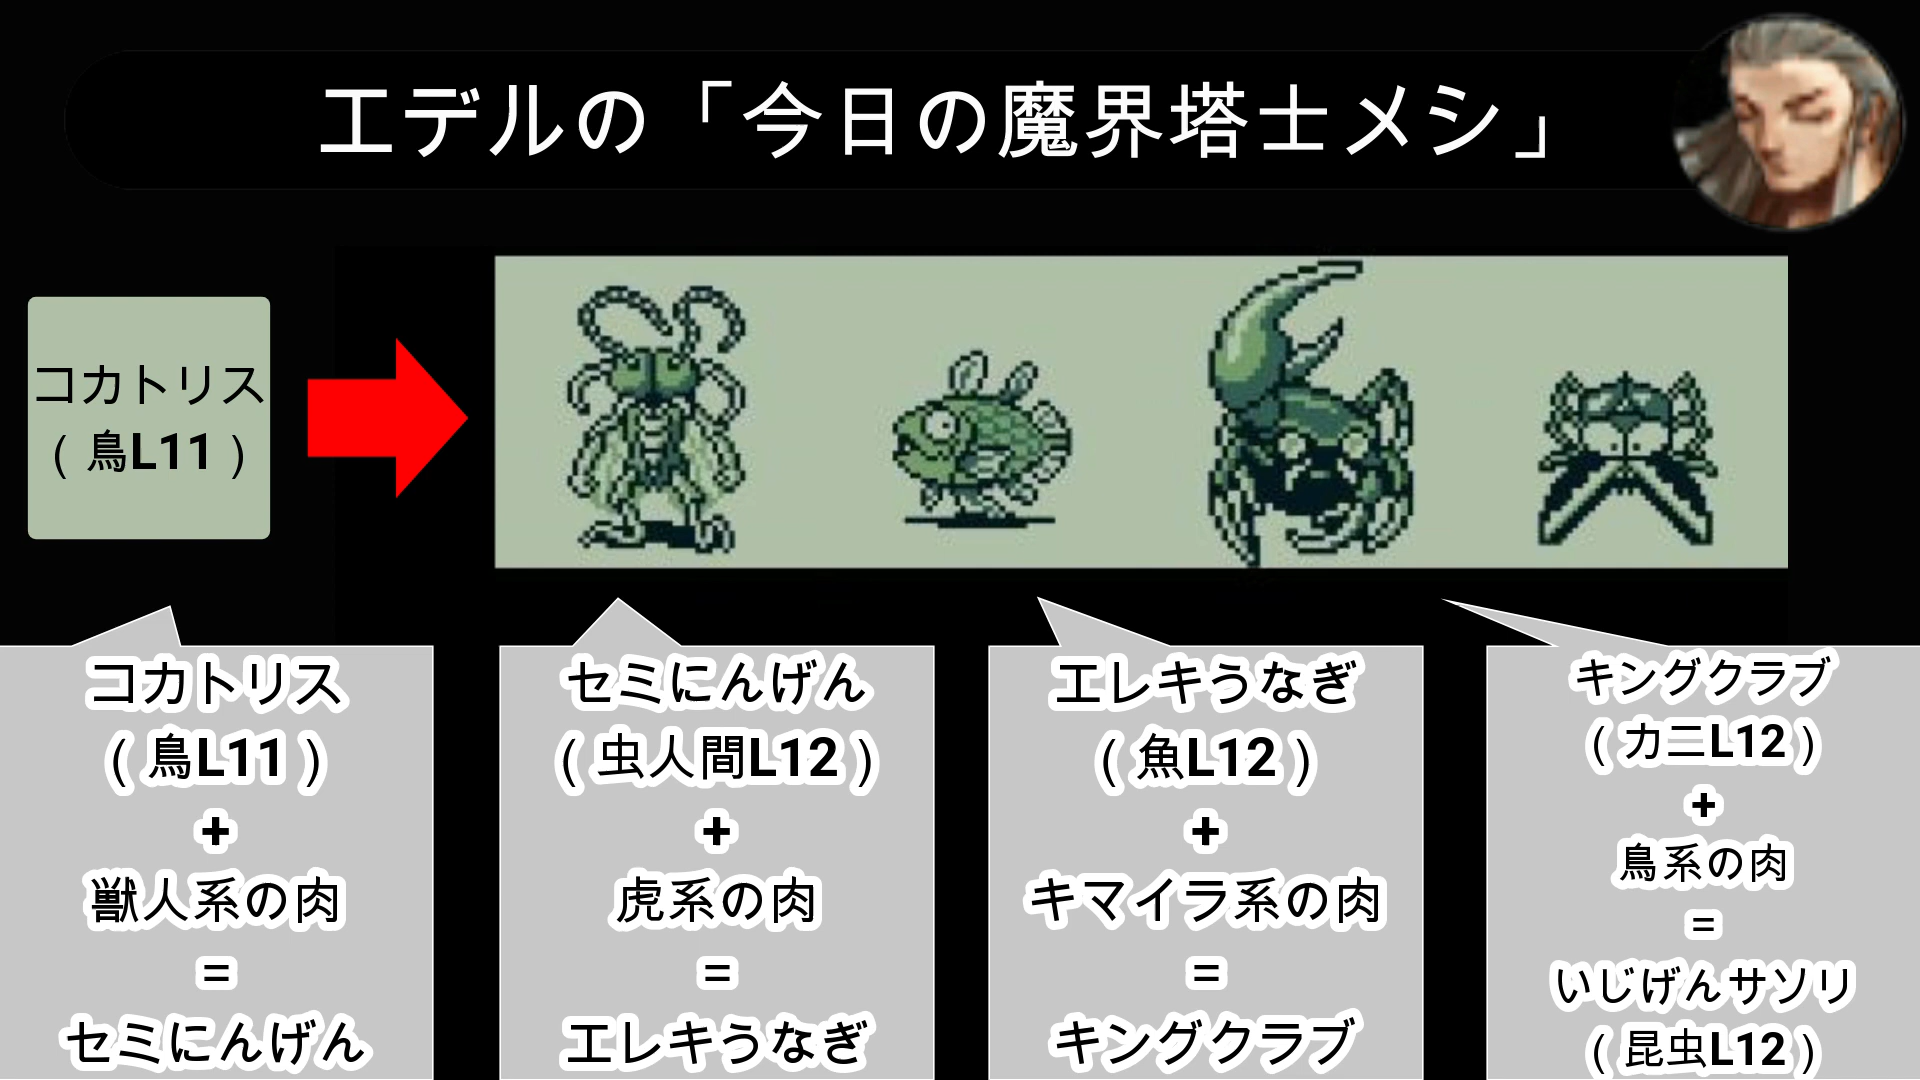 エデルの「今日の魔界塔士メシ」
コカトリス
(鳥L11)
コカトリス
(鳥L11)
+
獣人系の肉
=
セミにんげん
セミにんげん
(虫人間L12)
+
虎系の肉
=
エレキうなぎ
エレキうなぎ
(魚L12)
+
キマイラ系の肉
=
キングクラブ
キングクラブ
(カニL12)
+
鳥系の肉
=
いじげんサソリ
(昆虫L12)